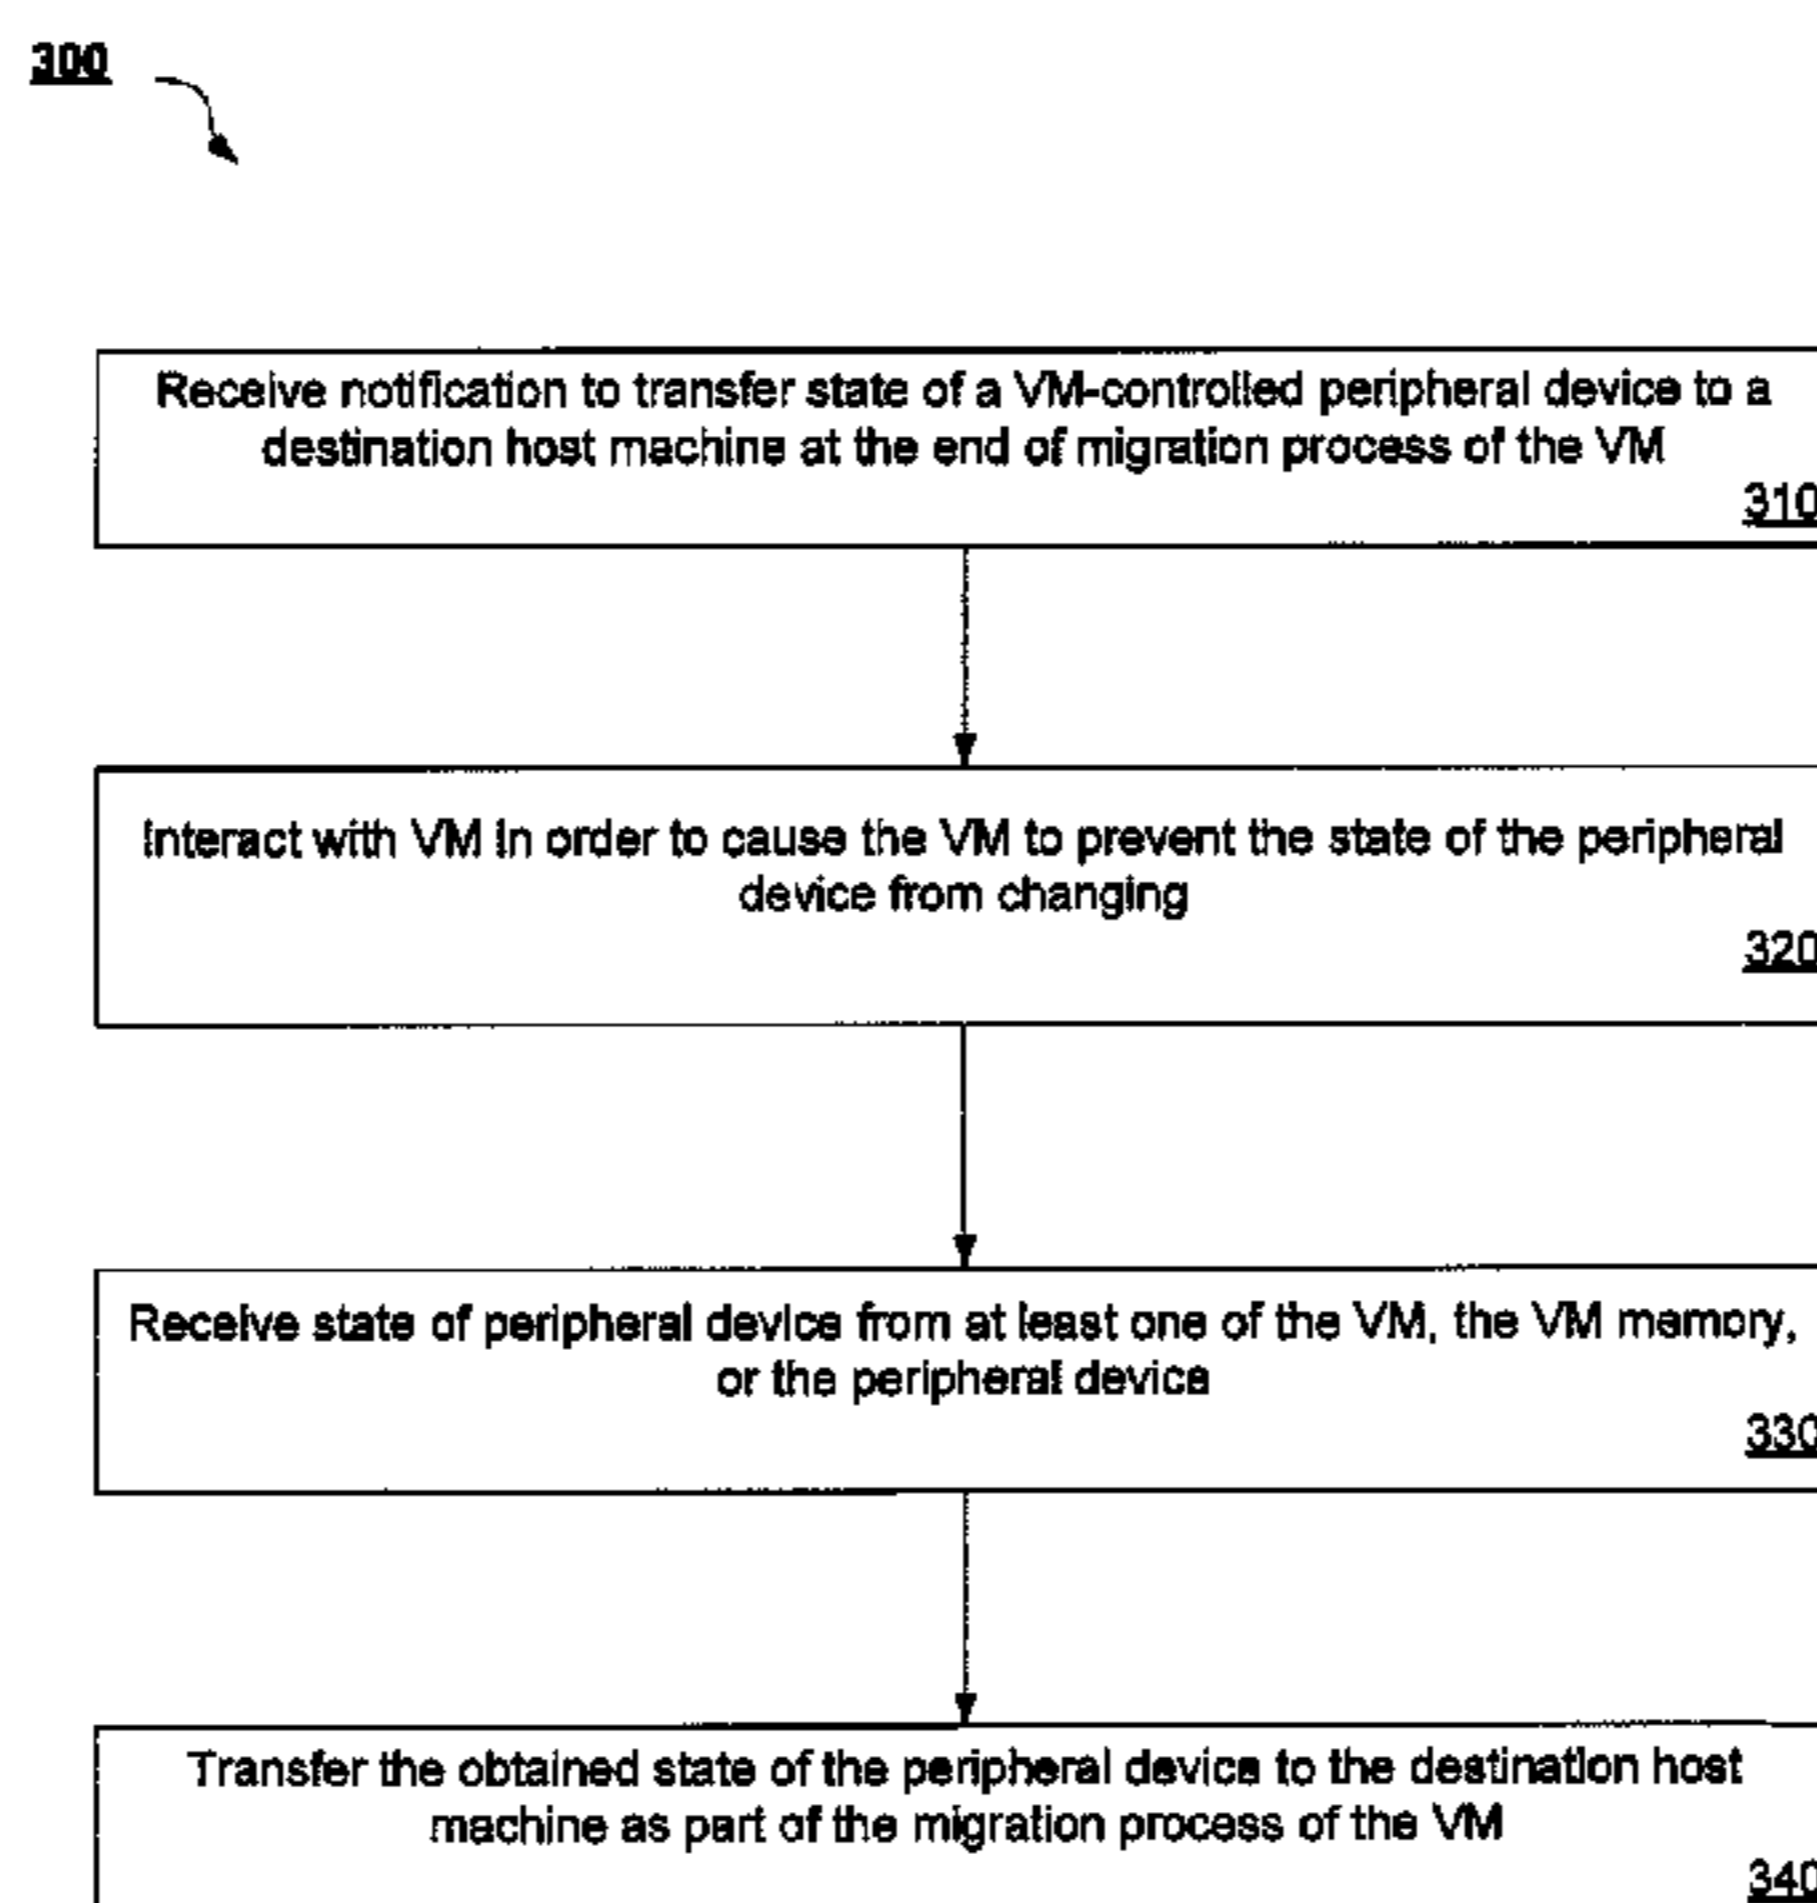 300
Receive notification to transfer state of a VM-controlled peripheral device to a
destination host machine at the end of migration process of the VM
310
Interact with VM in order to cause the VM to prevent the state of the peripheral
device from changing
320
Receive state of peripheral device from at least one of the VM, the VM memory,
or the peripheral device
330
Transfer the obtained state of the peripheral device to the destination host
machine as part of the migration process of the VM
340